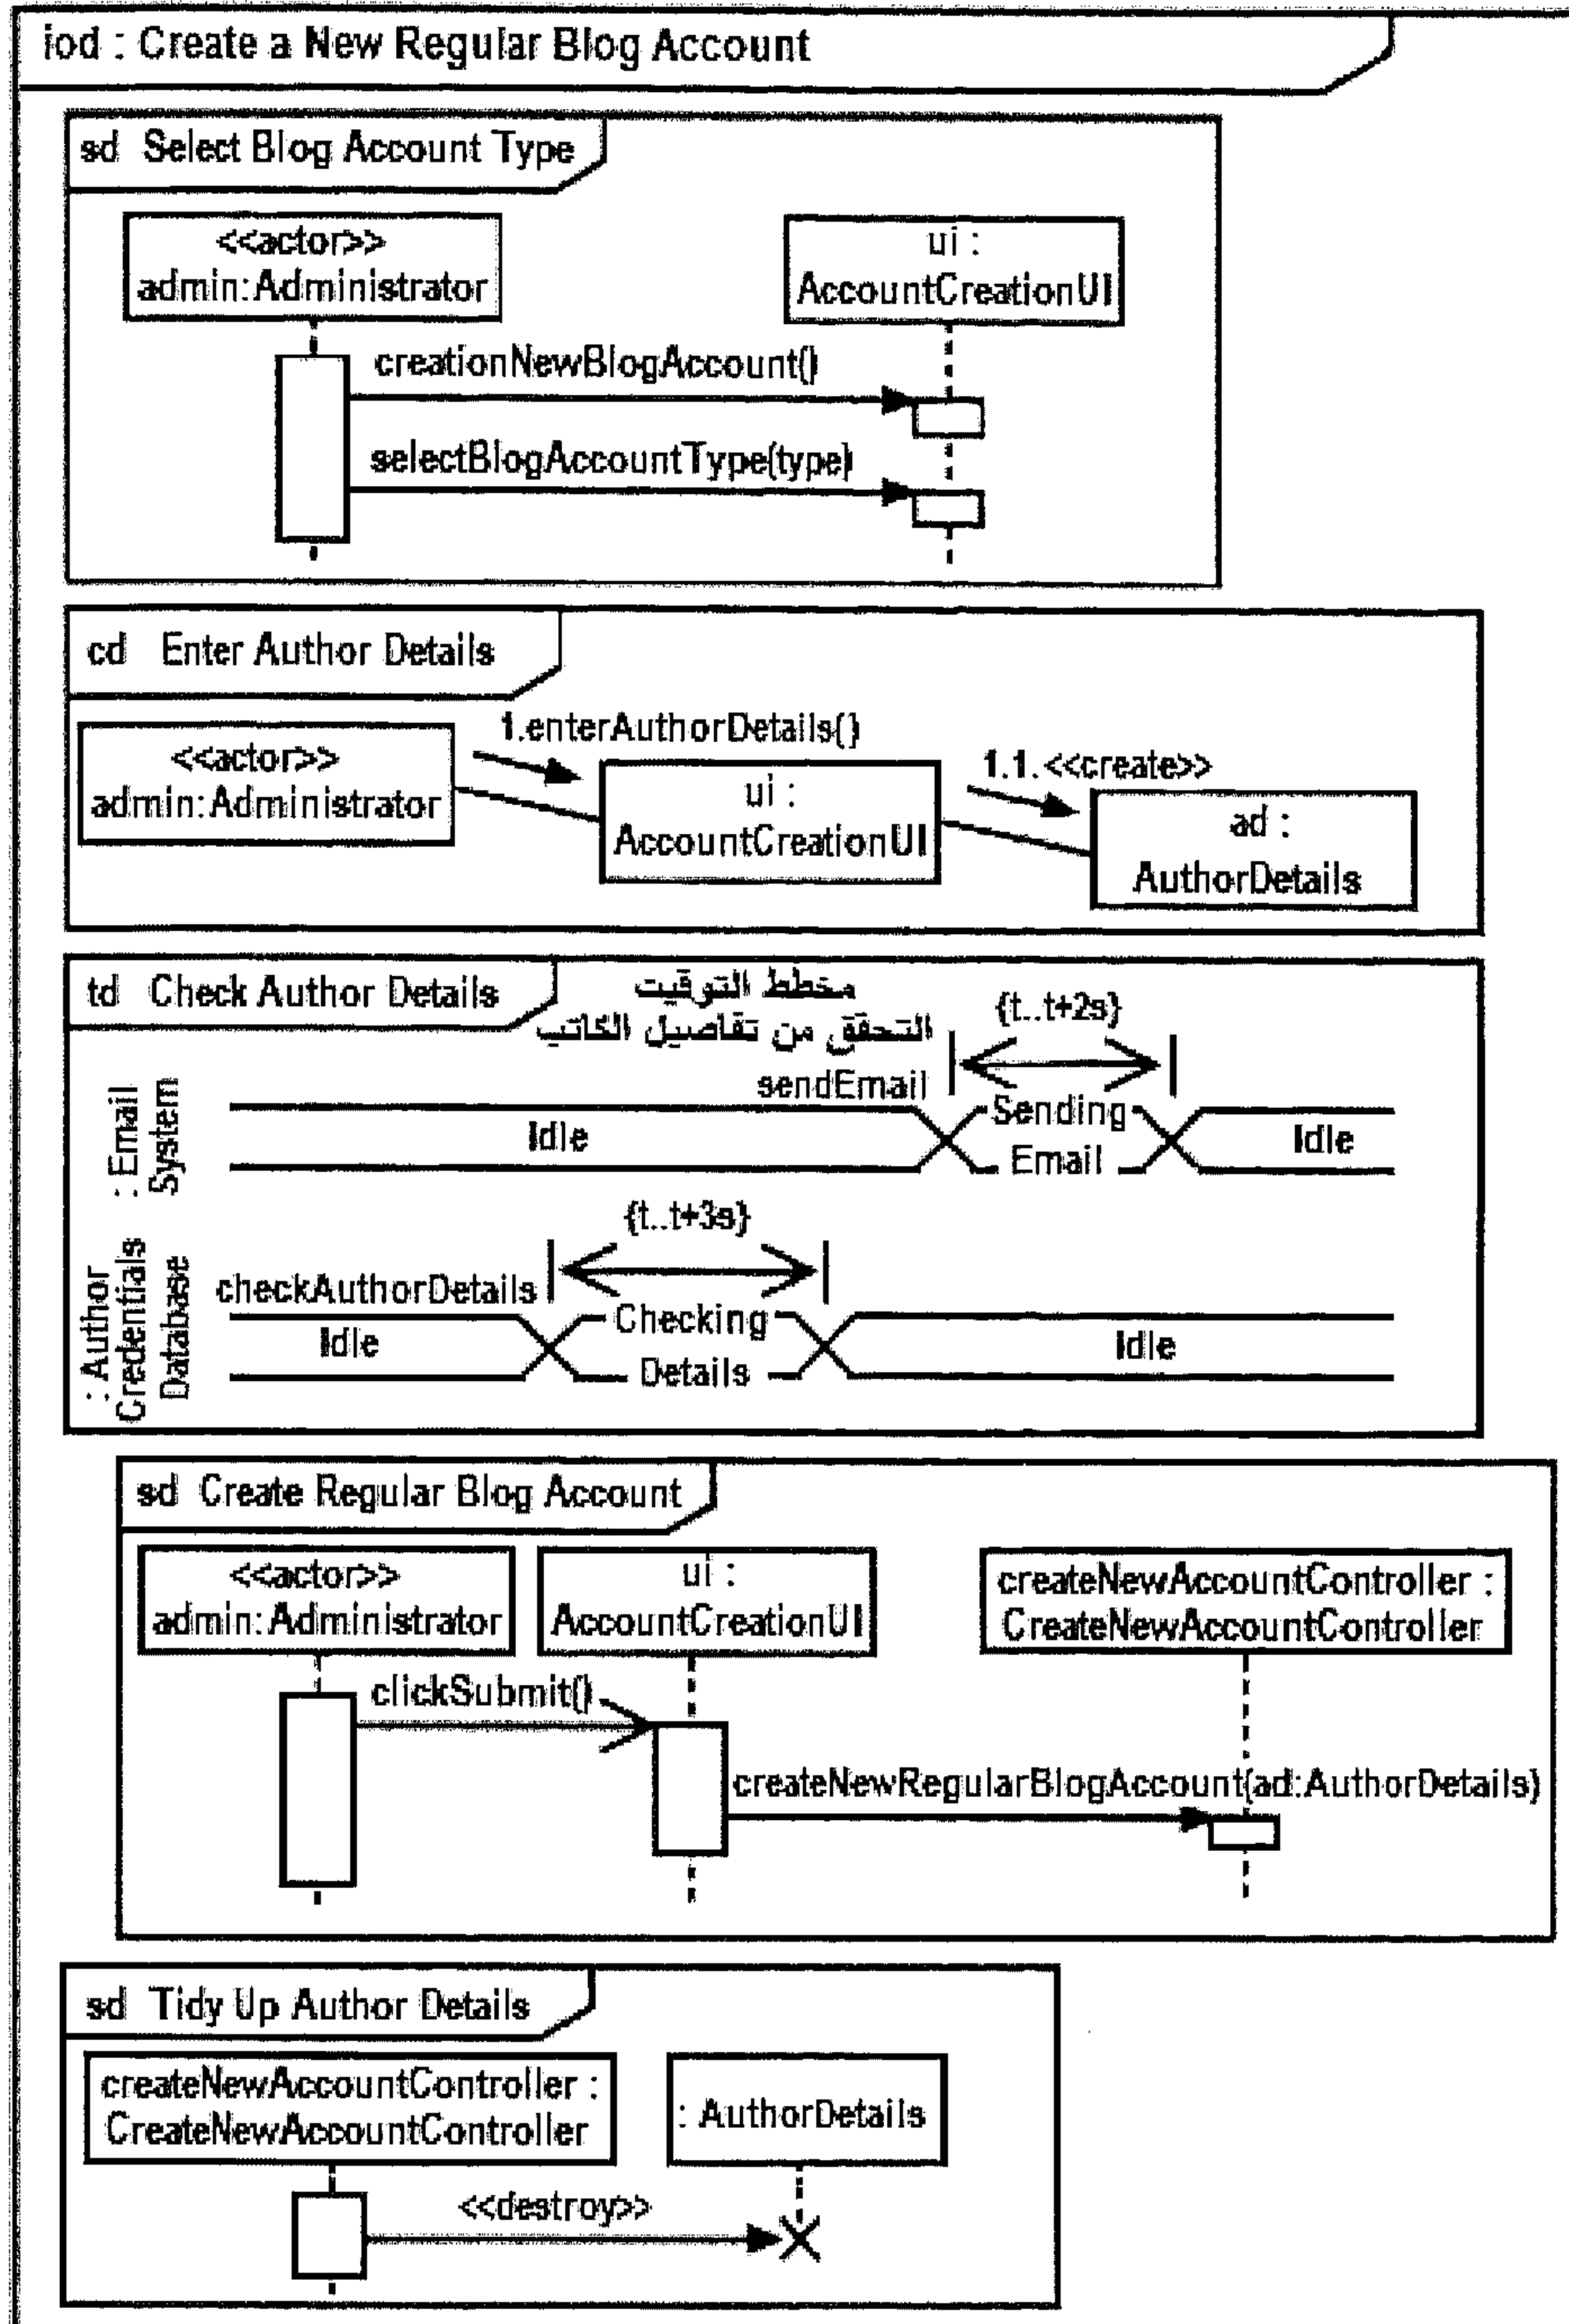 iod : Create a New Regular Blog Account
sd Select Blog Account Type
<<actor>>
admin:Administrator
ui :
AccountCreationUI
creationNewBlogAccount()
selectBlogAccountType(type)
cd Enter Author Details
<<actor>>
admin:Administrator
1.enterAuthorDetails()
ui :
AccountCreationUI
1.1.<<create>>
ad :
AuthorDetails
td Check Author Details
مخطط التوقيت
التحقق من تفاصيل الكاتب
{t..t+2s}
: Email
System
sendEmail
Idle
Sending
Email
Idle
{t..t+3s}
: Author
Credentials
Database
checkAuthorDetails
Idle
Checking
Details
Idle
sd Create Regular Blog Account
<<actor>>
admin:Administrator
ui :
AccountCreationUI
createNewAccountController :
CreateNewAccountController
clickSubmit()
createNewRegularBlogAccount(ad:AuthorDetails)
sd Tidy Up Author Details
createNewAccountController :
CreateNewAccountController
: AuthorDetails
<<destroy>>